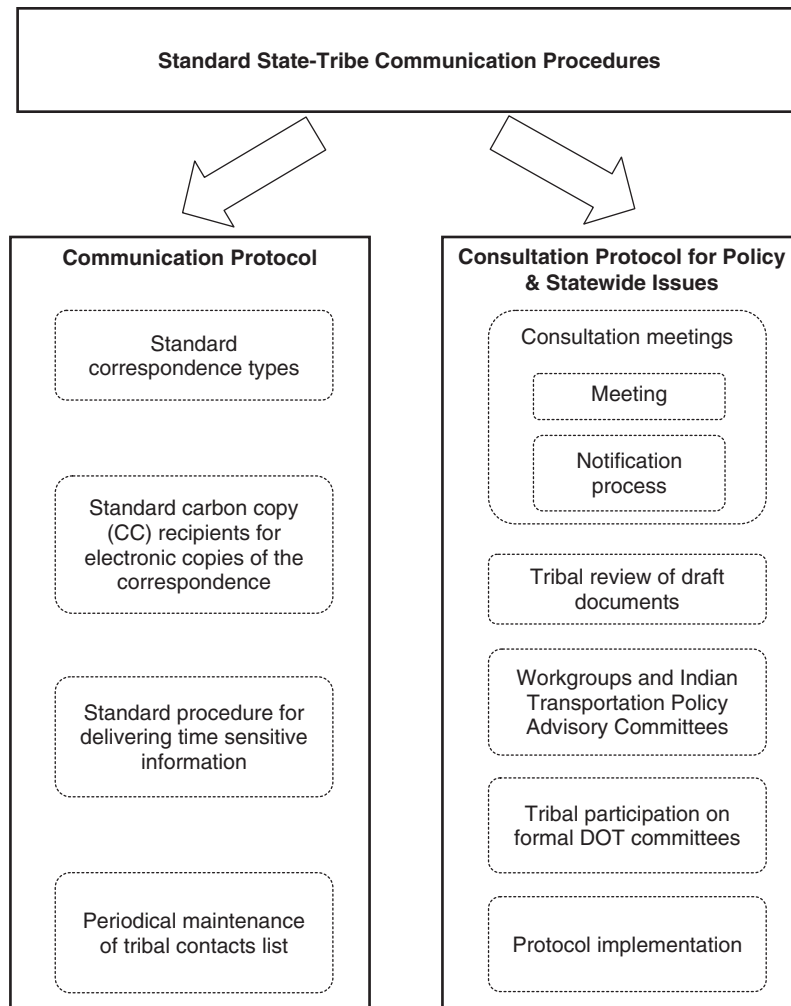 Standard State-Tribe Communication Procedures
Communication Protocol
Standard
correspondence types
Standard carbon copy
(CC) recipients for
electronic copies of the
correspondence
Standard procedure for
delivering time sensitive
information
Periodical maintenance
of tribal contacts list
Consultation Protocol for Policy
& Statewide Issues
Consultation meetings
Meeting
Notification
process
Tribal review of draft
documents
Workgroups and Indian
Transportation Policy
Advisory Committees
Tribal participation on
formal DOT committees
Protocol implementation